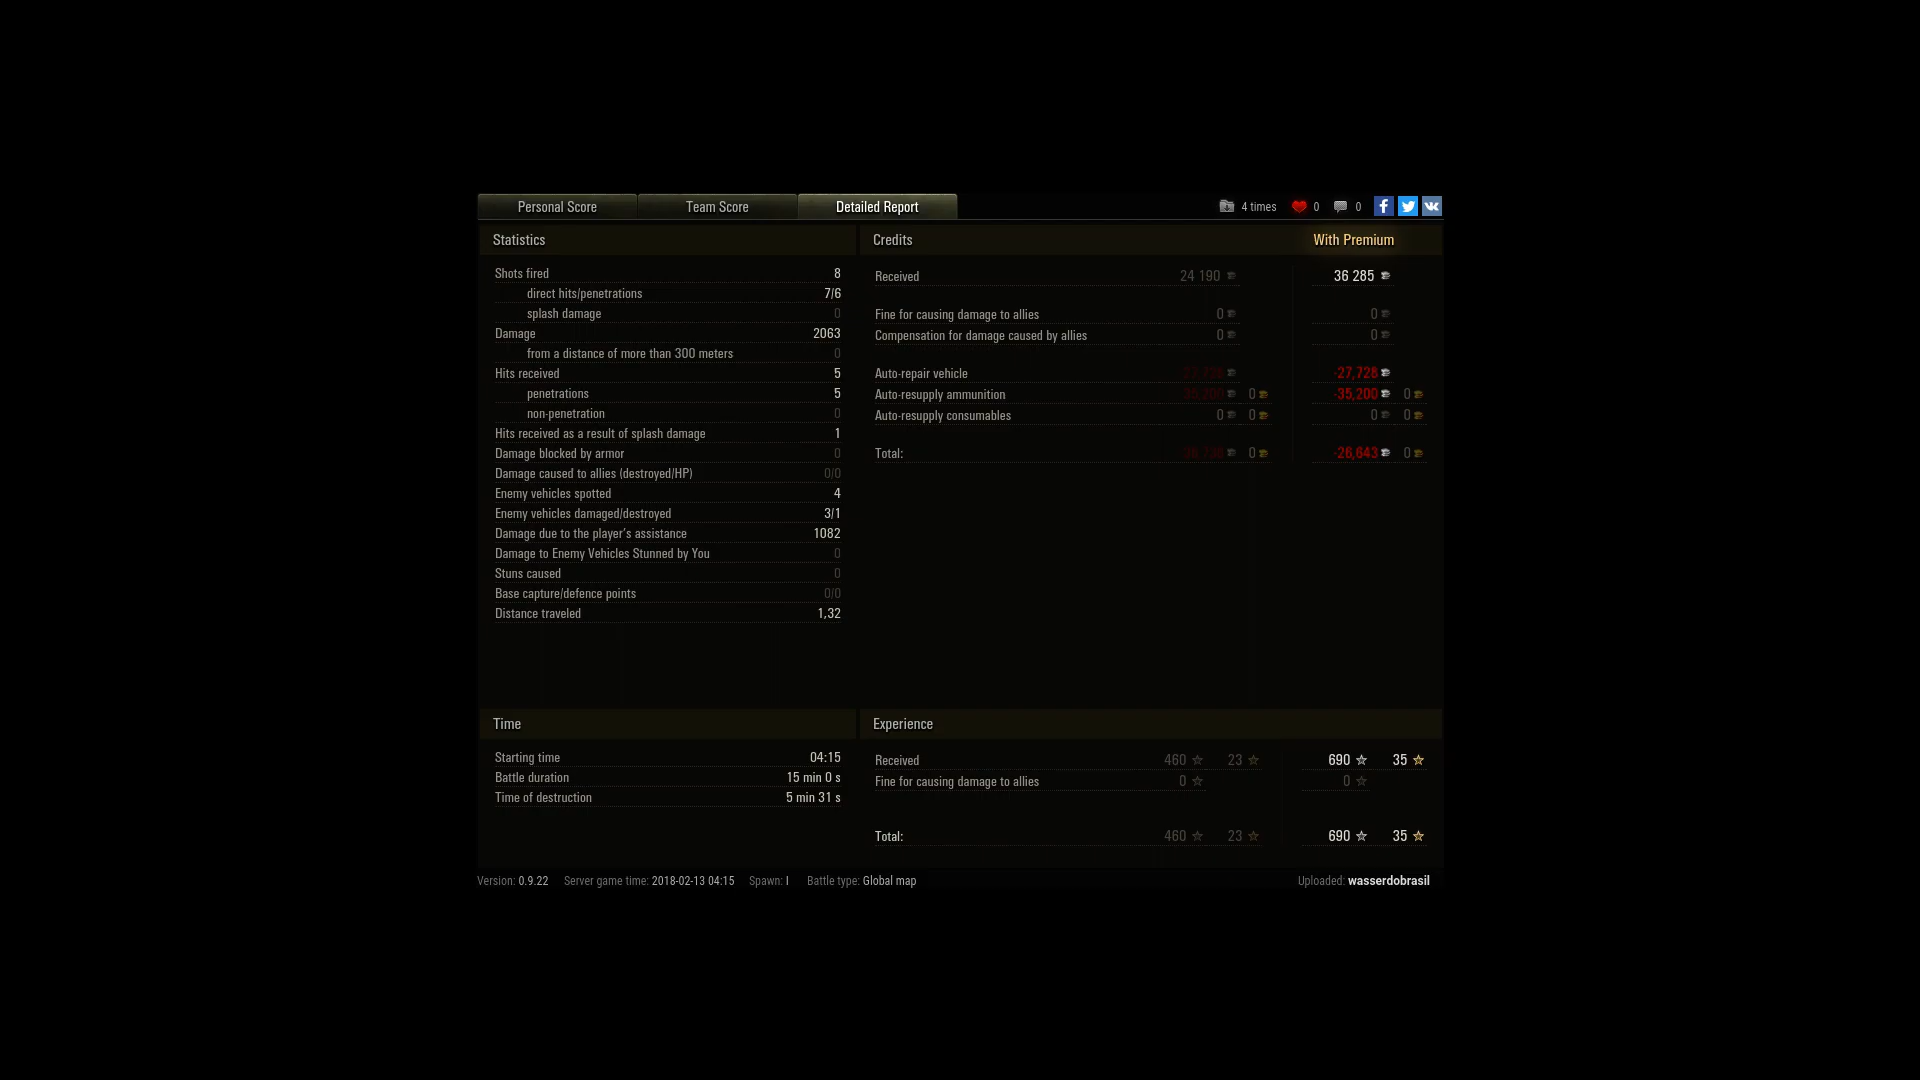 Personal Score Team Score Detailed Report 4 times 0 0
Statistics
Shots fired 8
direct hits/penetrations 7/6
splash damage 0
Damage 2063
from a distance of more than 300 meters 0
Hits received 5
penetrations 5
non-penetration 0
Hits received as a result of splash damage 1
Damage blocked by armor 0
Damage caused to allies (destroyed/HP) 0/0
Enemy vehicles spotted 4
Enemy vehicles damaged/destroyed 3/1
Damage due to the player's assistance 1082
Damage to Enemy Vehicles Stunned by You 0
Stuns caused 0
Base capture/defence points 0/0
Distance traveled 1,32
Credits With Premium
Received 24 190 36 285
Fine for causing damage to allies 0 0
Compensation for damage caused by allies 0 0
Auto-repair vehicle -27,728
Auto-resupply ammunition 35,200 0 -35,200 0
Auto-resupply consumables 0 0 0 0
Total: 0 -26,643 0
Time
Starting time 04:15
Battle duration 15 min 0 s
Time of destruction 5 min 31 s
Experience
Received 460 23 690 35
Fine for causing damage to allies 0 0
Total: 460 23 690 35
Version: 0.9.22 Server game time: 2018-02-13 04:15 Spawn: I Battle type: Global map Uploaded: wasserdobrasil